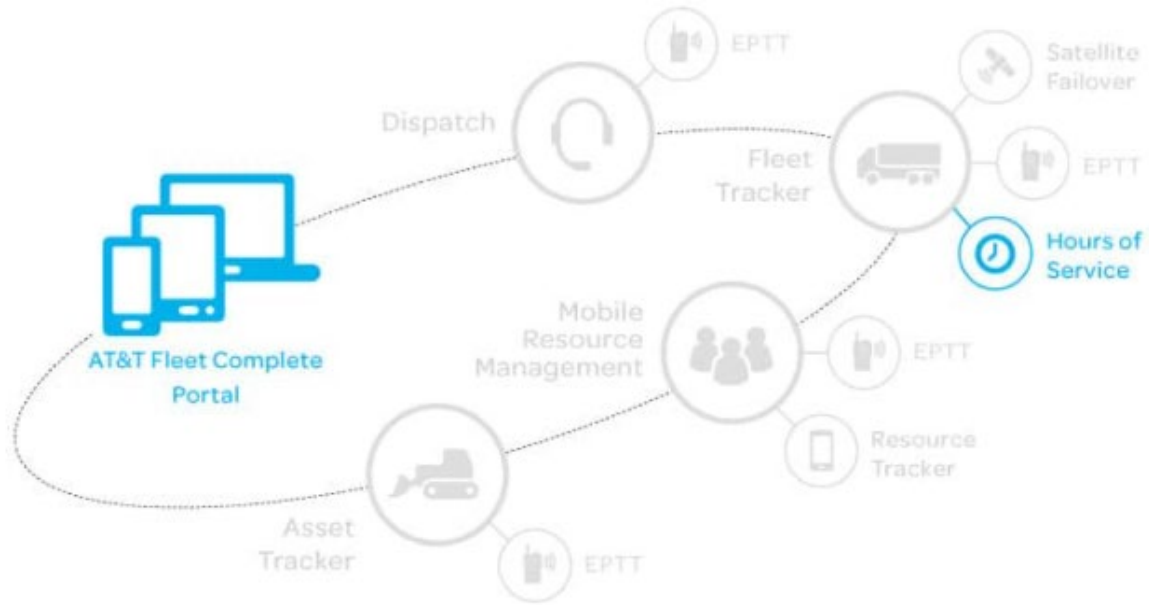 EPTT
Satellite
Failover
Dispatch
Fleet
Tracker
EPTT
Hours of
Service
AT&T Fleet Complete
Portal
Mobile
Resource
Management
EPTT
Resource
Tracker
Asset
Tracker
EPTT